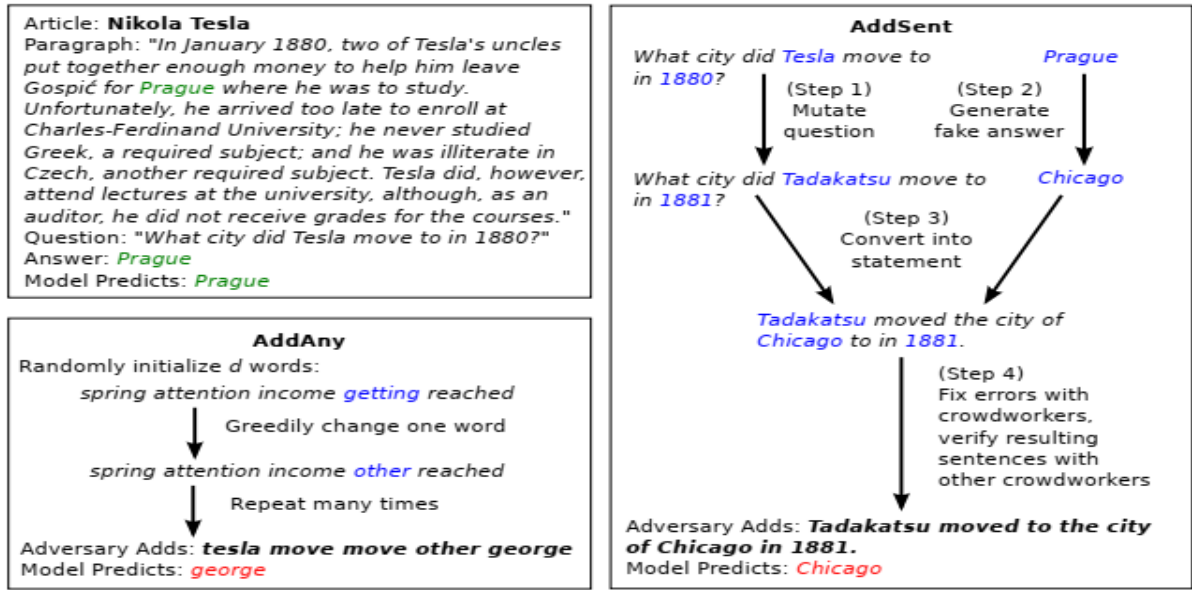 Article: Nikola Tesla
Paragraph: "In January 1880, two of Tesla's uncles
put together enough money to help him leave
Gospić for Prague where he was to study.
Unfortunately, he arrived too late to enroll at
Charles-Ferdinand University; he never studied
Greek, a required subject; and he was illiterate in
Czech, another required subject. Tesla did, however,
attend lectures at the university, although, as an
auditor, he did not receive grades for the courses."
Question: "What city did Tesla move to in 1880?"
Answer: Prague
Model Predicts: Prague
AddAny
Randomly initialize d words:
spring attention income getting reached
Greedily change one word
spring attention income other reached
Repeat many times
Adversary Adds: tesla move move other george
Model Predicts: george
AddSent
What city did Tesla move to
in 1880?
Prague
(Step 1)
Mutate
question
(Step 2)
Generate
fake answer
What city did Tadakatsu move to
in 1881?
Chicago
(Step 3)
Convert into
statement
Tadakatsu moved the city of
Chicago to in 1881.
(Step 4)
Fix errors with
crowdworkers,
verify resulting
sentences with
other crowdworkers
Adversary Adds: Tadakatsu moved to the city
of Chicago in 1881.
Model Predicts: Chicago